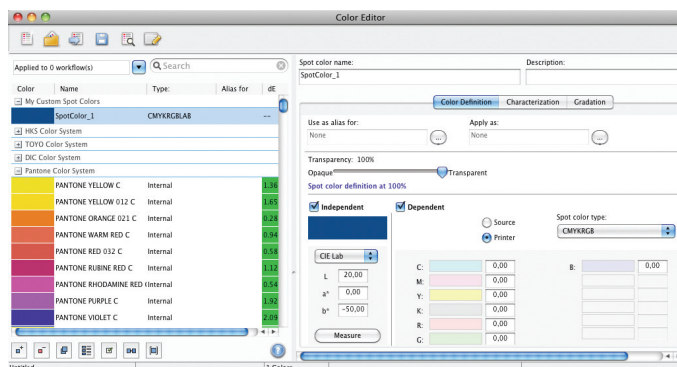 Color Editor
Applied to 0 workflow(s)
Search
Color Name Type: Alias for dE
My Custom Spot Colors
SpotColor_1 CMYKRGBLAB --
HKS Color System
TOYO Color System
DIC Color System
Pantone Color System
PANTONE YELLOW C Internal 1.36
PANTONE YELLOW 012 C Internal 1.65
PANTONE ORANGE 021 C Internal 0.28
PANTONE WARM RED C Internal 0.94
PANTONE RED 032 C Internal 0.58
PANTONE RUBINE RED C Internal 1.12
PANTONE RHODAMINE RED ( Internal 0.54
PANTONE PURPLE C Internal 1.92
PANTONE VIOLET C Internal 2.09
Spot color name: Description:
SpotColor_1
Color Definition Characterization Gradation
Use as alias for: Apply as:
None ... None ...
Transparency: 100%
Opaque Transparent
Spot color definition at 100%
Independent Dependent
Source
Printer
Spot color type:
CMYKRGB
CIE Lab
L 20,00
a* 0,00
b* -50,00
Measure
C: 0,00 B: 0,00
M: 0,00
Y: 0,00
K: 0,00
R: 0,00
G: 0,00